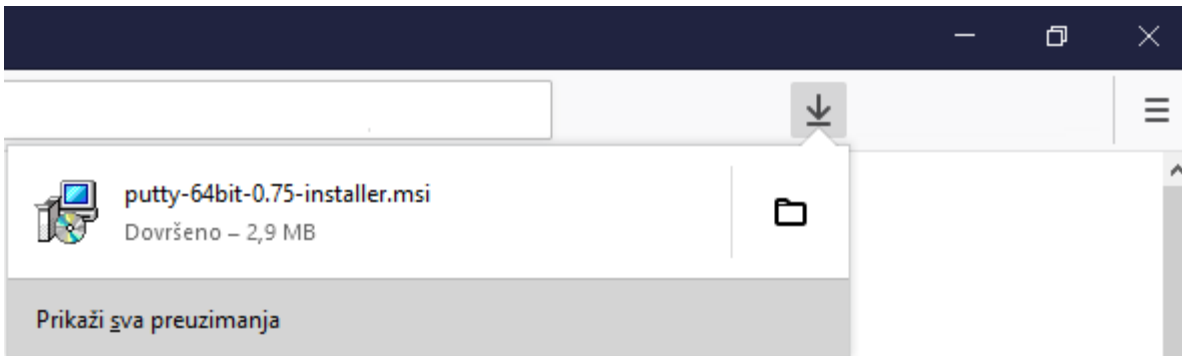 putty-64bit-0.75-installer.msi
Dovršeno – 2,9 MB
Prikaži sva preuzimanja